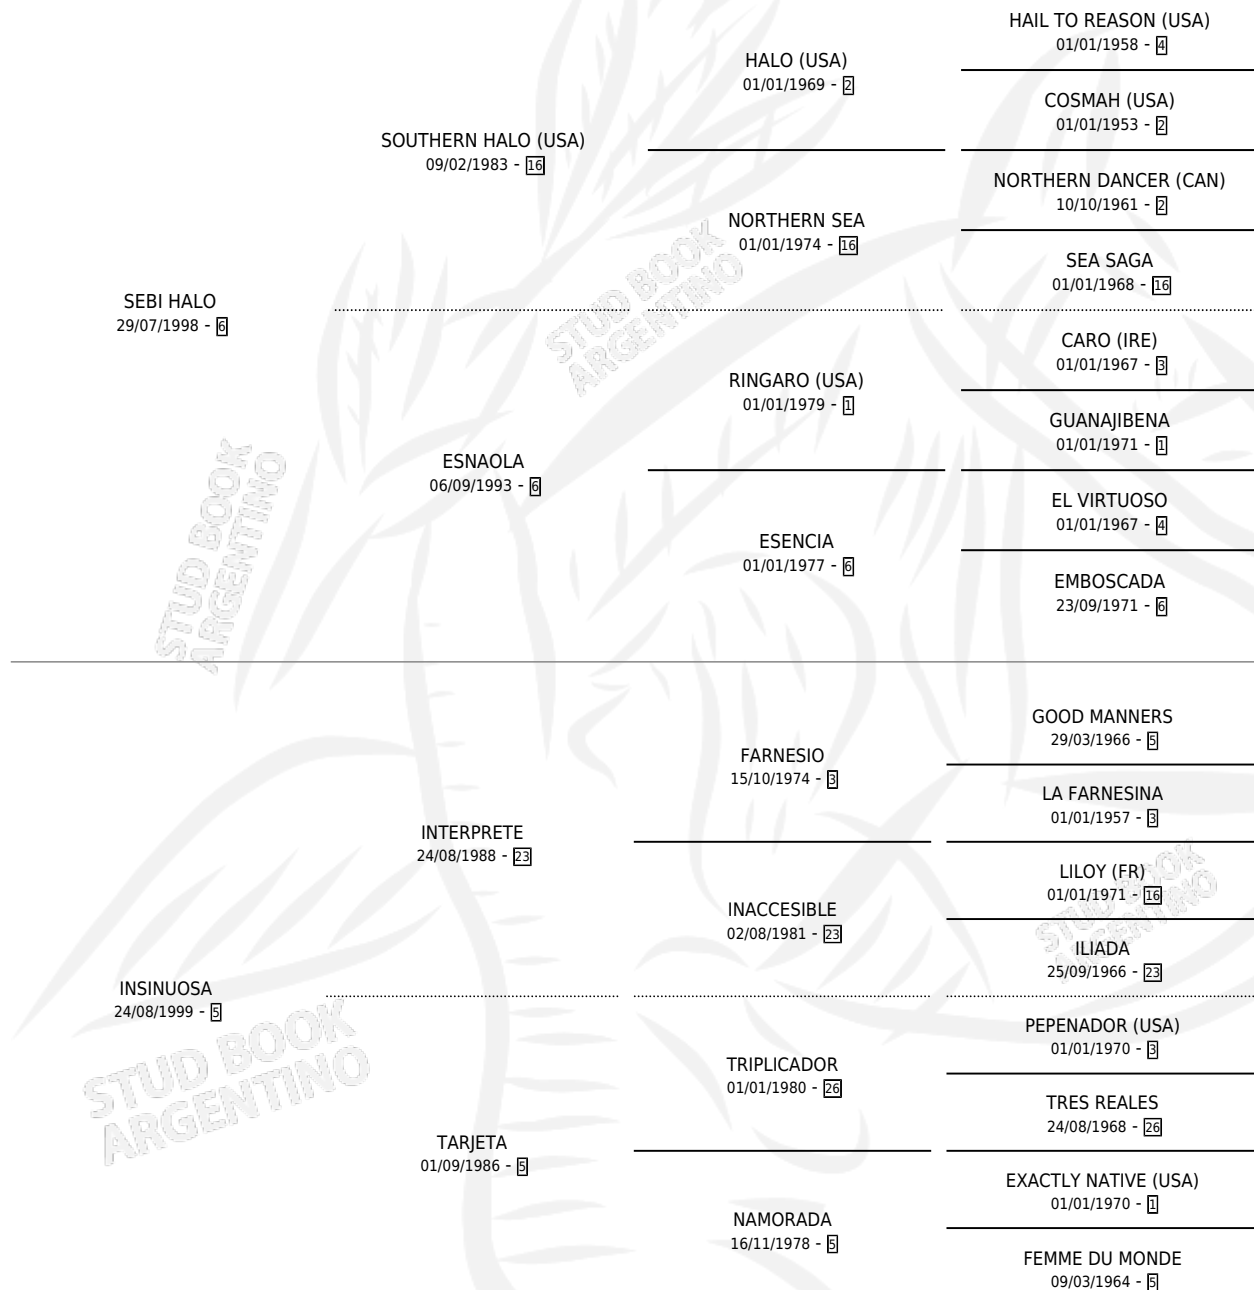 HAIL TO REASON (USA)
01/01/1958 - 4
HALO (USA)
01/01/1969 - 2
COSMAH (USA)
01/01/1953 - 2
SOUTHERN HALO (USA)
09/02/1983 - 16
NORTHERN DANCER (CAN)
10/10/1961 - 2
NORTHERN SEA
01/01/1974 - 16
SEA SAGA
01/01/1968 - 16
SEBI HALO
29/07/1998 - 6
CARO (IRE)
01/01/1967 - 3
RINGARO (USA)
01/01/1979 - 1
GUANAJIBENA
01/01/1971 - 1
ESNAOLA
06/09/1993 - 6
EL VIRTUOSO
01/01/1967 - 4
ESENCIA
01/01/1977 - 6
EMBOSCADA
23/09/1971 - 6
STUD BOOK
ARGENTINO
STUD BOOK
ARGENTINO
GOOD MANNERS
29/03/1966 - 5
FARNESIO
15/10/1974 - 3
LA FARNESINA
01/01/1957 - 3
INTERPRETE
24/08/1988 - 23
LILOY (FR)
01/01/1971 - 16
INACCESIBLE
02/08/1981 - 23
ILIADA
25/09/1966 - 23
STUD BOOK
ARGENTINO
INSINUOSA
24/08/1999 - 5
PEPENADOR (USA)
01/01/1970 - 3
TRIPLICADOR
01/01/1980 - 26
TRES REALES
24/08/1968 - 26
STUD BOOK
ARGENTINO
TARJETA
01/09/1986 - 5
EXACTLY NATIVE (USA)
01/01/1970 - 1
NAMORADA
16/11/1978 - 5
FEMME DU MONDE
09/03/1964 - 5